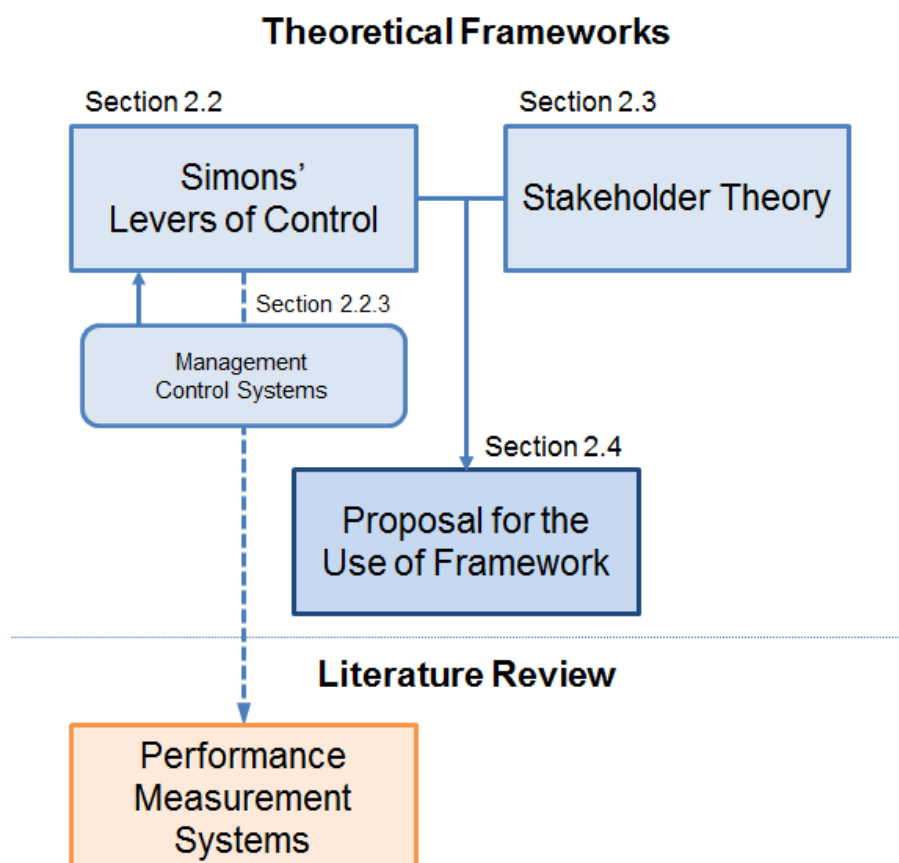 Theoretical Frameworks
Section 2.2
Section 2.3
Simons’
Levers of Control
Stakeholder Theory
Section 2.2.3
Management
Control Systems
Section 2.4
Proposal for the
Use of Framework
Literature Review
Performance
Measurement
Systems